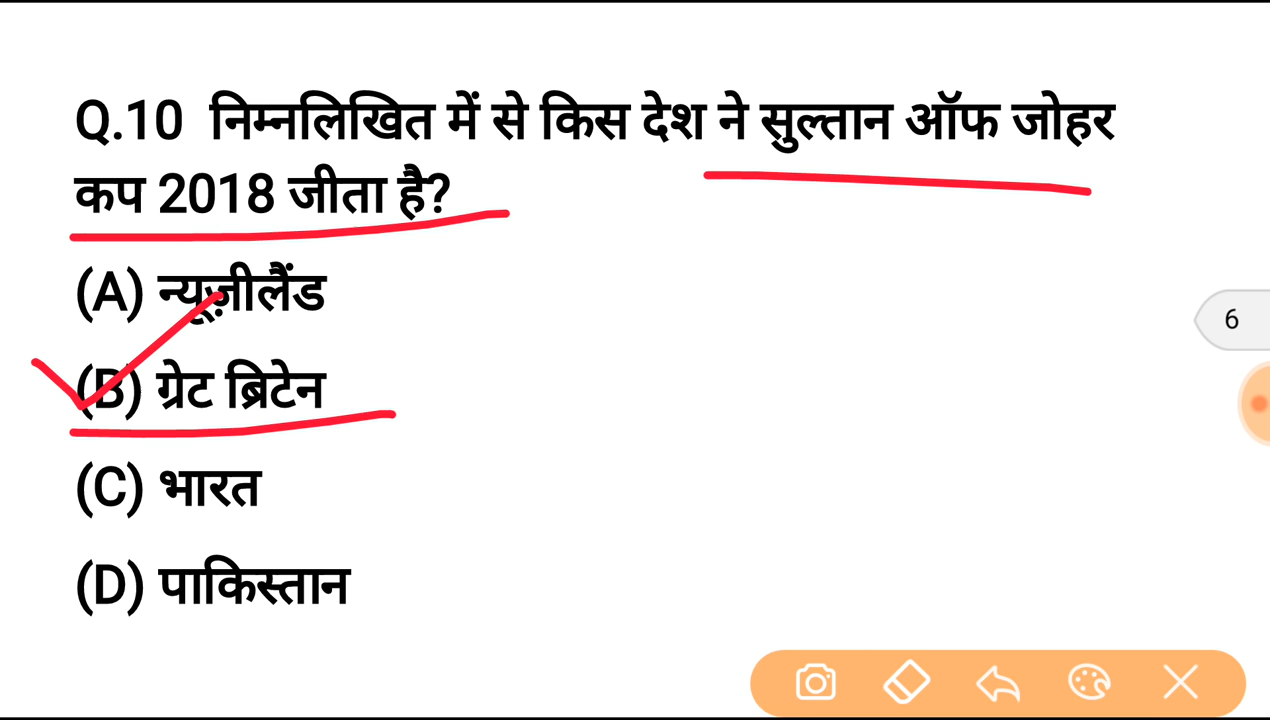 Q.10 निम्नलिखित में से किस देश ने सुल्तान ऑफ जोहर
कप 2018 जीता है?
(A) न्यूज़ीलैंड
(B) ग्रेट ब्रिटेन
(C) भारत
(D) पाकिस्तान
6